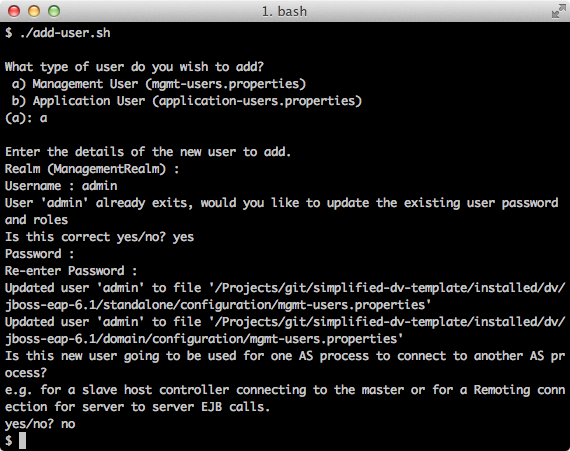 1. bash
$ ./add-user.sh
What type of user do you wish to add?
a) Management User (mgmt-users.properties)
b) Application User (application-users.properties)
(a): a
Enter the details of the new user to add.
Realm (ManagementRealm) :
Username : admin
User 'admin' already exits, would you like to update the existing user password
and roles
Is this correct yes/no? yes
Password :
Re-enter Password :
Updated user 'admin' to file '/Projects/git/simplified-dv-template/installed/dv/
jboss-eap-6.1/standalone/configuration/mgmt-users.properties'
Updated user 'admin' to file '/Projects/git/simplified-dv-template/installed/dv/
jboss-eap-6.1/domain/configuration/mgmt-users.properties'
Is this new user going to be used for one AS process to connect to another AS pr
ocess?
e.g. for a slave host controller connecting to the master or for a Remoting conn
ection for server to server EJB calls.
yes/no? no
$